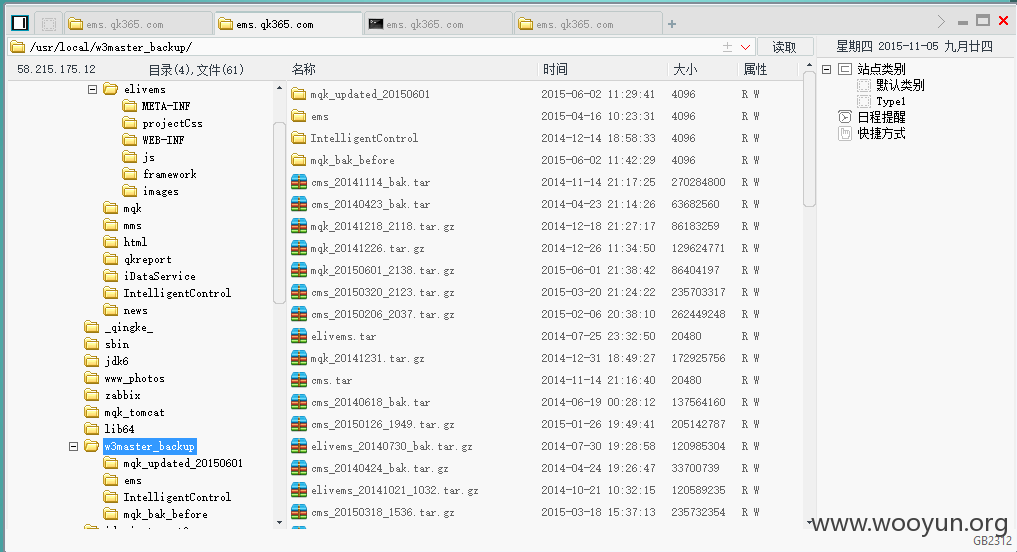 ems.qk365.com
ems.qk365.com
ems.qk365.com
ems.qk365.com
/usr/local/w3master_backup/
读取
星期四 2015-11-05 九月廿四
58.215.175.12 目录(4),文件(61)
名称 时间 大小 属性
elivems
META-INF
projectCss
WEB-INF
js
framework
images
mqk
mms
html
qkreport
iDataService
IntelligentControl
news
_qingke_
sbin
jdk6
www_photos
zabbix
mqk_tomcat
lib64
w3master_backup
mqk_updated_20150601
ems
IntelligentControl
mqk_bak_before
mqk_updated_20150601 2015-06-02 11:29:41 4096 R W
ems 2015-04-16 10:23:31 4096 R W
IntelligentControl 2014-12-14 18:58:33 4096 R W
mqk_bak_before 2015-06-02 11:42:29 4096 R W
cms_20141114_bak.tar 2014-11-14 21:17:25 270284800 R W
cms_20140423_bak.tar 2014-04-23 21:14:26 63682560 R W
mqk_20141218_2118.tar.gz 2014-12-18 21:27:17 86183259 R W
mqk_20141226.tar.gz 2014-12-26 11:34:50 129624771 R W
mqk_20150601_2138.tar.gz 2015-06-01 21:38:42 86404197 R W
cms_20150320_2123.tar.gz 2015-03-20 21:24:22 235703317 R W
cms_20150206_2037.tar.gz 2015-02-06 20:38:10 262449248 R W
elivems.tar 2014-07-25 23:32:50 20480 R W
mqk_20141231.tar.gz 2014-12-31 18:49:27 172925756 R W
cms.tar 2014-11-14 21:16:40 20480 R W
cms_20140618_bak.tar 2014-06-19 00:28:12 137564160 R W
cms_20150126_1949.tar.gz 2015-01-26 19:49:41 205142787 R W
elivems_20140730_bak.tar.gz 2014-07-30 19:28:58 120985304 R W
cms_20140424_bak.tar 2014-04-24 19:26:47 33700739 R W
elivems_20141021_1032.tar.gz 2014-10-21 10:32:15 120589235 R W
cms_20150318_1536.tar.gz 2015-03-18 15:37:13 235732354 R W
站点类别
默认类别
Type1
日程提醒
快捷方式
www.wooyun.org
GB2312